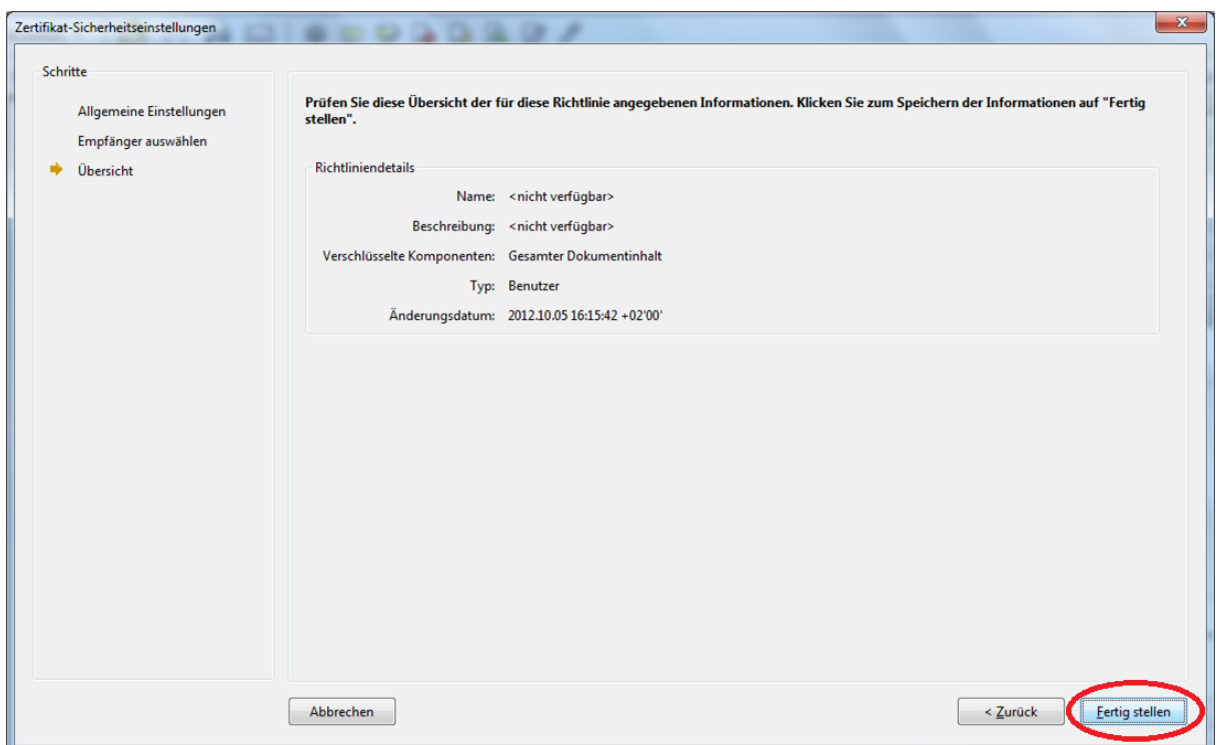 Zertifikat-Sicherheitseinstellungen
Schritte
Allgemeine Einstellungen
Empfänger auswählen
Übersicht
Prüfen Sie diese Übersicht der für diese Richtlinie angegebenen Informationen. Klicken Sie zum Speichern der Informationen auf "Fertig
stellen".
Richtliniendetails
Name: <nicht verfügbar>
Beschreibung: <nicht verfügbar>
Verschlüsselte Komponenten: Gesamter Dokumentinhalt
Typ: Benutzer
Änderungsdatum: 2012.10.05 16:15:42 +02'00'
Abbrechen
< Zurück
Fertig stellen